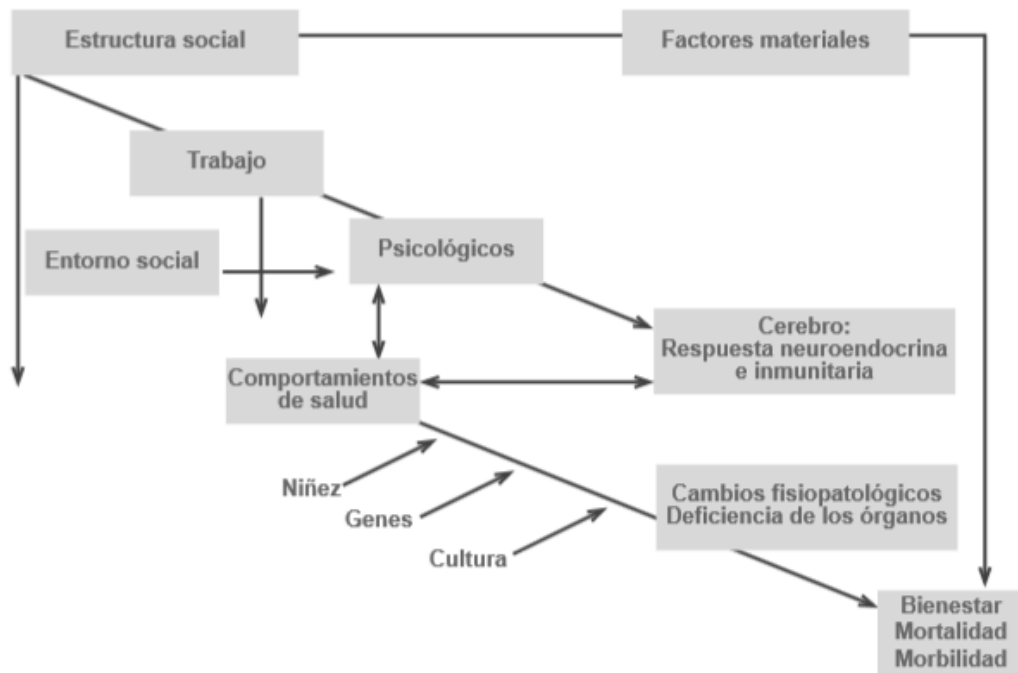 Estructura social
Factores materiales
Trabajo
Psicológicos
Entorno social
Cerebro:
Respuesta neuroendocrina
e inmunitaria
Comportamientos
de salud
Niñez
Genes
Cultura
Cambios fisiopatológicos
Deficiencia de los órganos
Bienestar
Mortalidad
Morbilidad